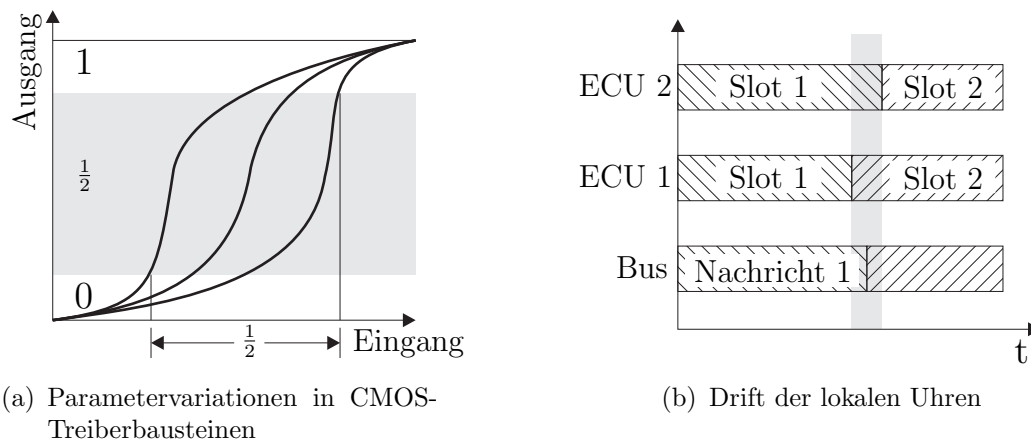 Ausgang
1
1/2
0
1/2
Eingang
(a) Parametervariationen in CMOS-
Treiberbausteinen
ECU 2 Slot 1 Slot 2
ECU 1 Slot 1 Slot 2
Bus Nachricht 1
t
(b) Drift der lokalen Uhren